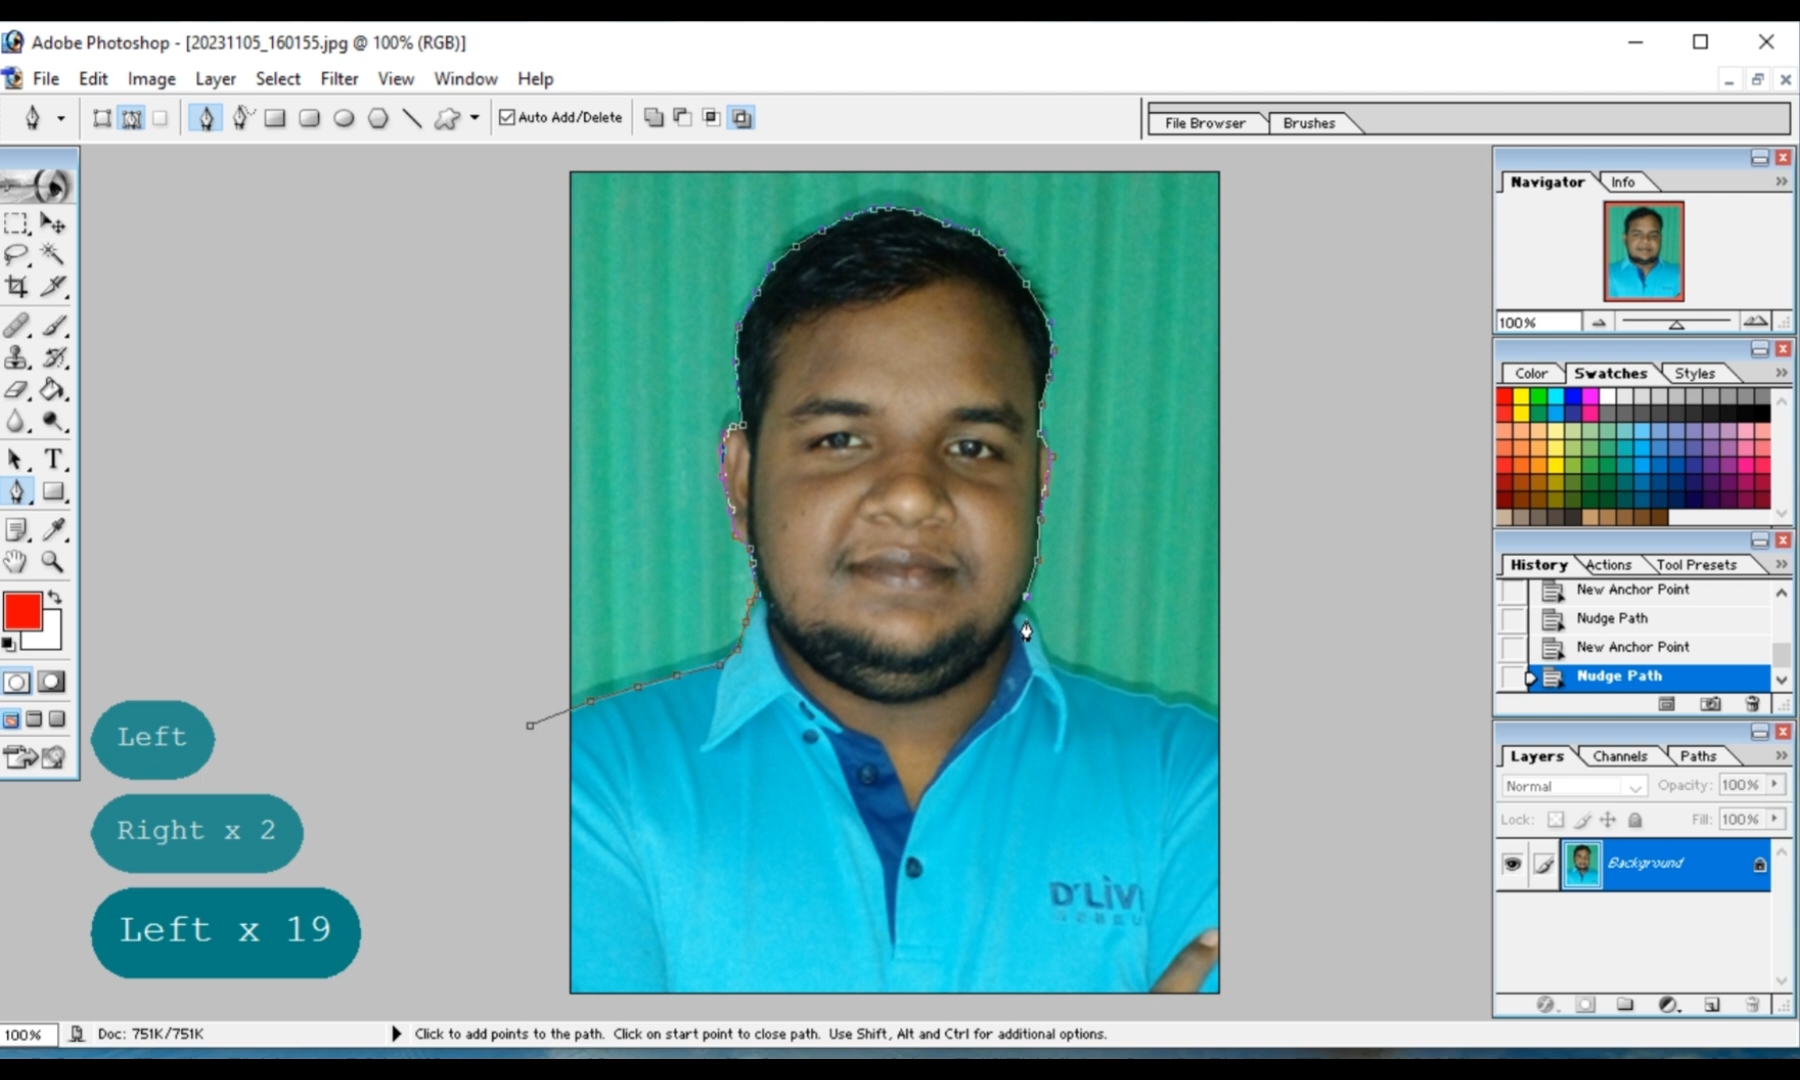 Adobe Photoshop - [20231105_160155.jpg @ 100% (RGB)]
File Edit Image Layer Select Filter View Window Help
Auto Add/Delete
File Browser Brushes
Navigator Info
100%
Color Swatches Styles
History Actions Tool Presets
New Anchor Point
Nudge Path
New Anchor Point
Nudge Path
Layers Channels Paths
Normal Opacity: 100%
Lock: Fill: 100%
Background
Left
Right x 2
Left x 19
D'LIV
100% Doc: 751K/751K Click to add points to the path. Click on start point to close path. Use Shift, Alt and Ctrl for additional options.